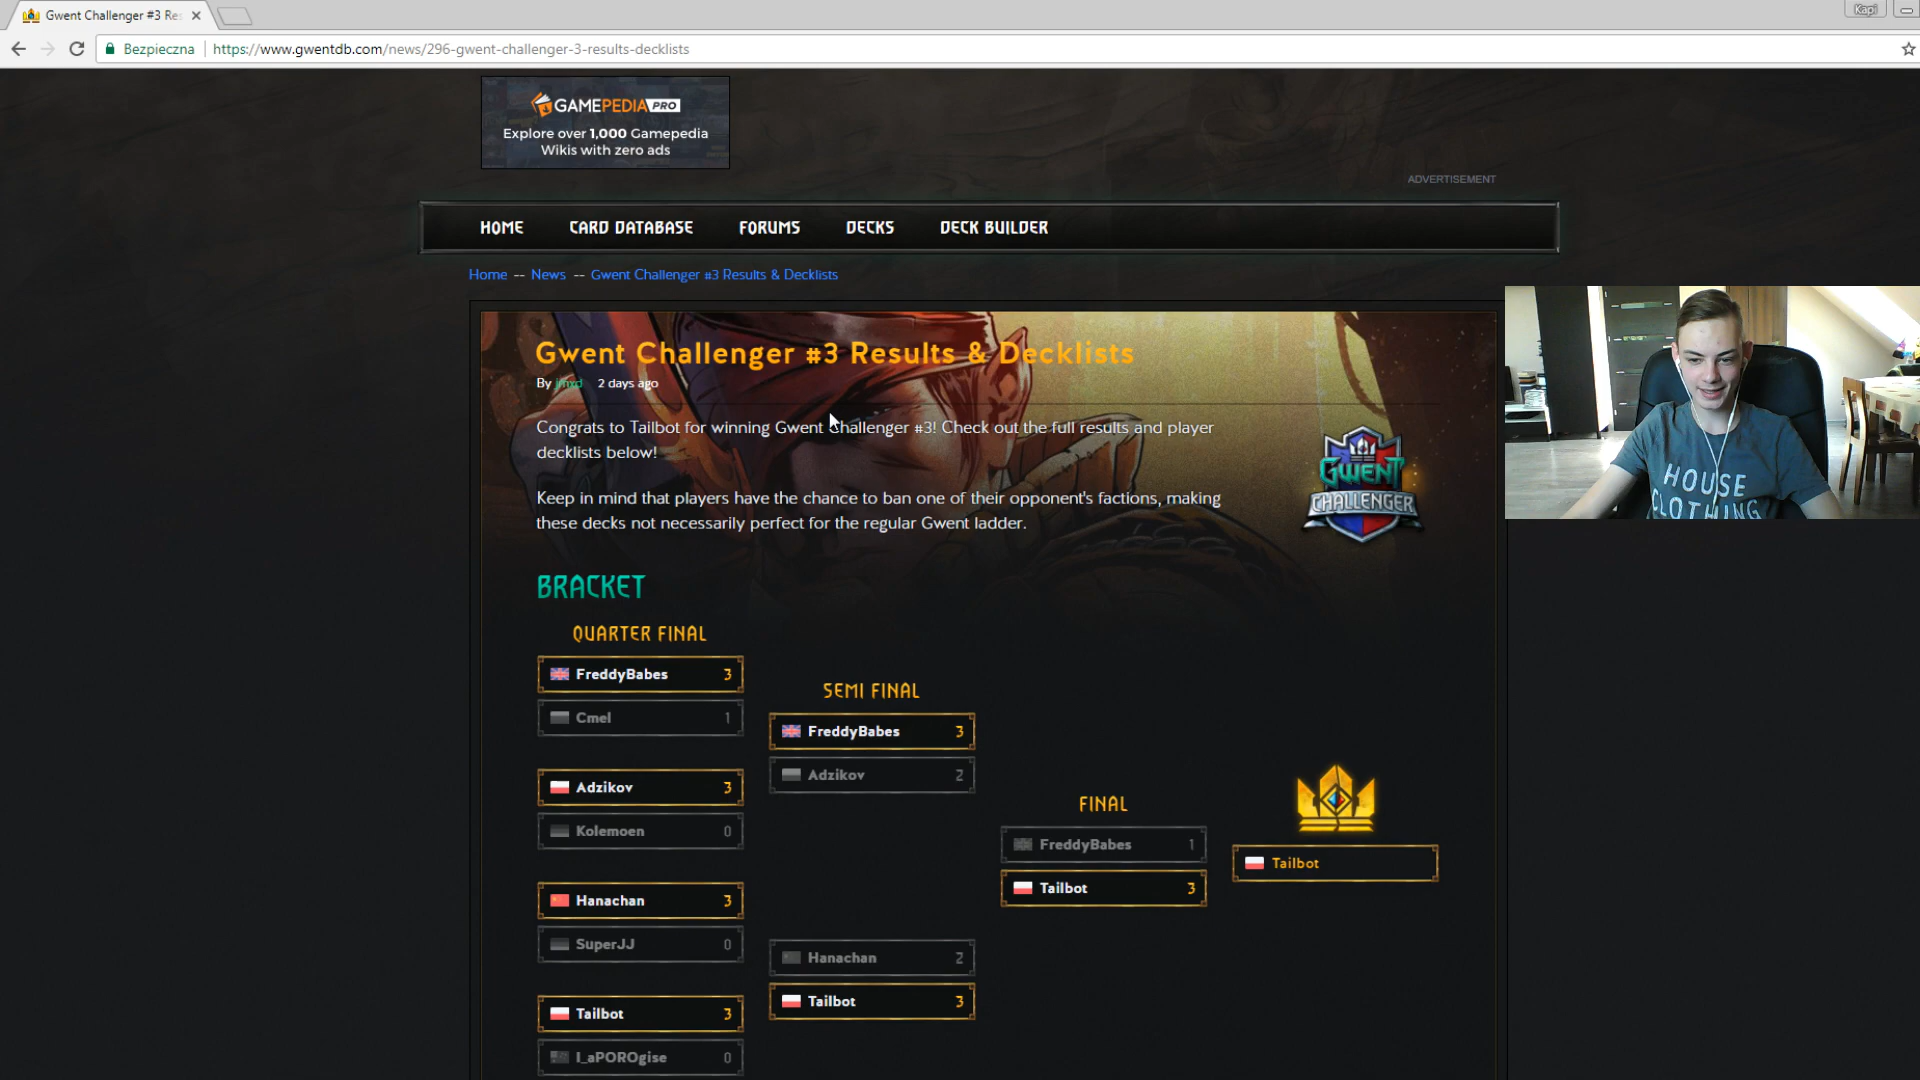 Gwent Challenger #3 Res
Kapi
Bezpieczna
https://www.gwentdb.com/news/296-gwent-challenger-3-results-decklists
GAMEPEDIA PRO
Explore over 1,000 Gamepedia
Wikis with zero ads
ADVERTISEMENT
HOME CARD DATABASE FORUMS DECKS DECK BUILDER
Home -- News -- Gwent Challenger #3 Results & Decklists
Gwent Challenger #3 Results & Decklists
By 2 days ago
Congrats to Tailbot for winning Gwent Challenger #3! Check out the full results and player
decklists below!
Keep in mind that players have the chance to ban one of their opponent's factions, making
these decks not necessarily perfect for the regular Gwent ladder.
GWENT
CHALLENGER
HOUSE
CLOTHING
BRACKET
QUARTER FINAL
FreddyBabes 3
Cmel 1
Adzikov 3
Kolemoen 0
Hanachan 3
SuperJJ 0
Tailbot 3
I_aPOROgise 0
SEMI FINAL
FreddyBabes 3
Adzikov 2
Hanachan 2
Tailbot 3
FINAL
FreddyBabes 1
Tailbot 3
Tailbot